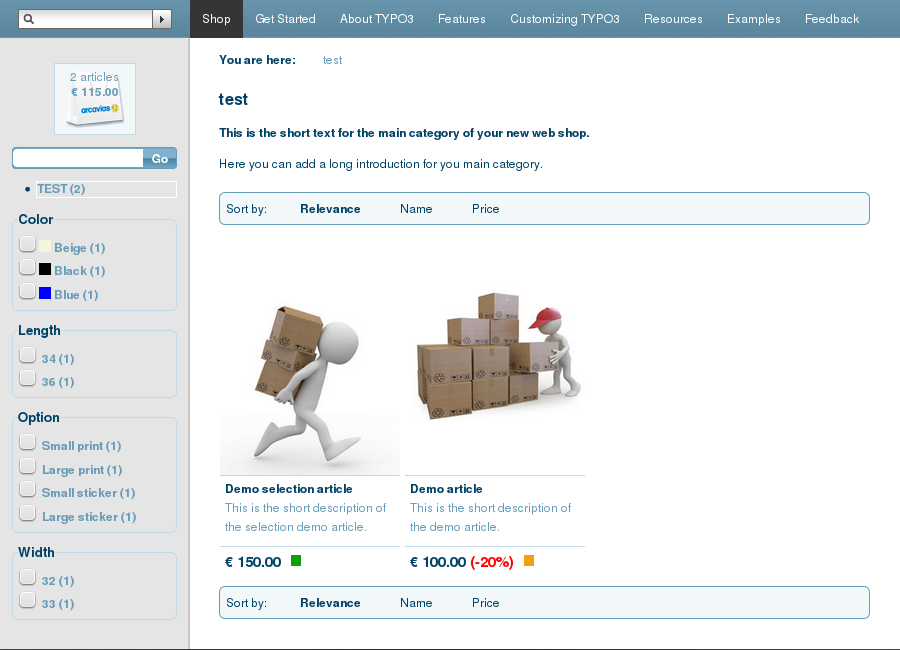 Shop
Get Started
About TYPO3
Features
Customizing TYPO3
Resources
Examples
Feedback
2 articles
€ 115.00
arcavias
Go
TEST (2)
Color
Beige (1)
Black (1)
Blue (1)
Length
34 (1)
36 (1)
Option
Small print (1)
Large print (1)
Small sticker (1)
Large sticker (1)
Width
32 (1)
33 (1)
You are here: test
test
This is the short text for the main category of your new web shop.
Here you can add a long introduction for you main category.
Sort by: Relevance Name Price
Demo selection article
This is the short description of
the selection demo article.
€ 150.00
Demo article
This is the short description of
the demo article.
€ 100.00 (-20%)
Sort by: Relevance Name Price